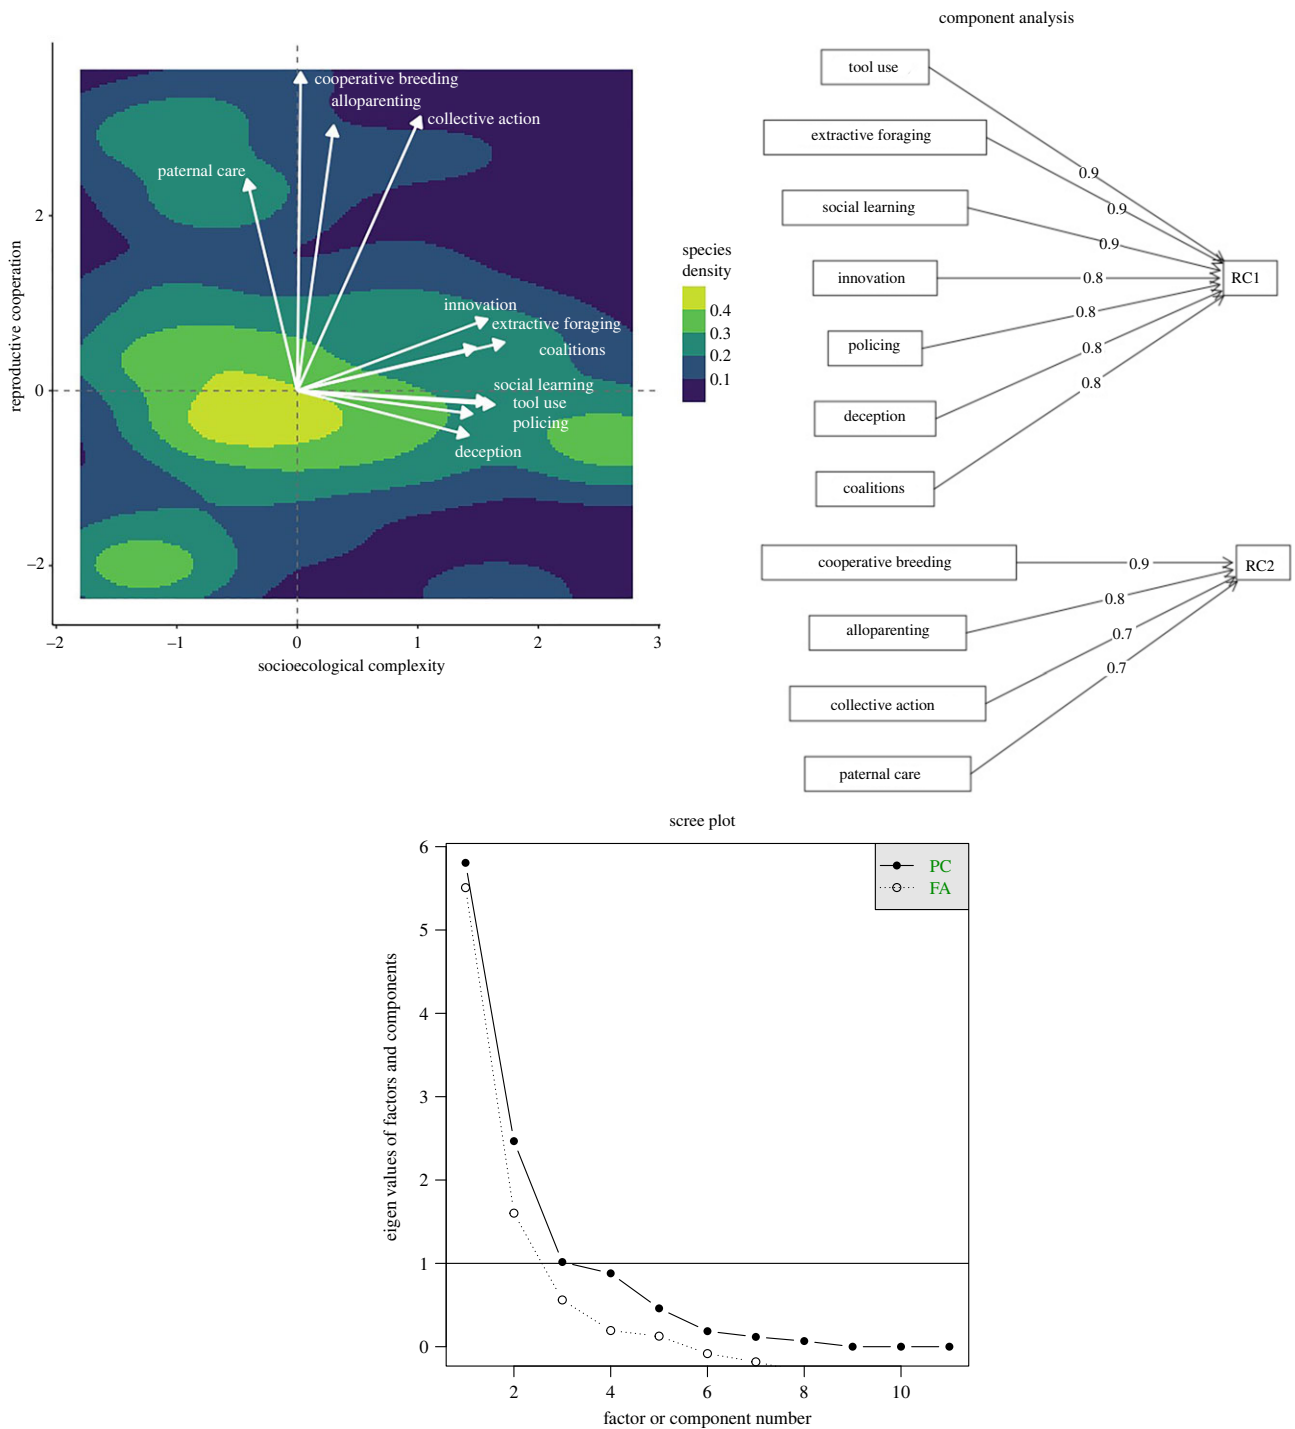 cooperative breeding
alloparenting
collective action
paternal care
innovation
extractive foraging
coalitions
social learning
tool use
policing
deception
reproductive cooperation
2
0
−2
−2
−1
0
1
2
3
socioecological complexity
species
density
0.4
0.3
0.2
0.1
component analysis
tool use
extractive foraging
social learning
innovation
policing
deception
coalitions
0.9
0.9
0.9
0.8
0.8
0.8
0.8
RC1
cooperative breeding
alloparenting
collective action
paternal care
0.9
0.8
0.7
0.7
RC2
scree plot
PC
FA
eigen values of factors and components
6
5
4
3
2
1
0
2
4
6
8
10
factor or component number